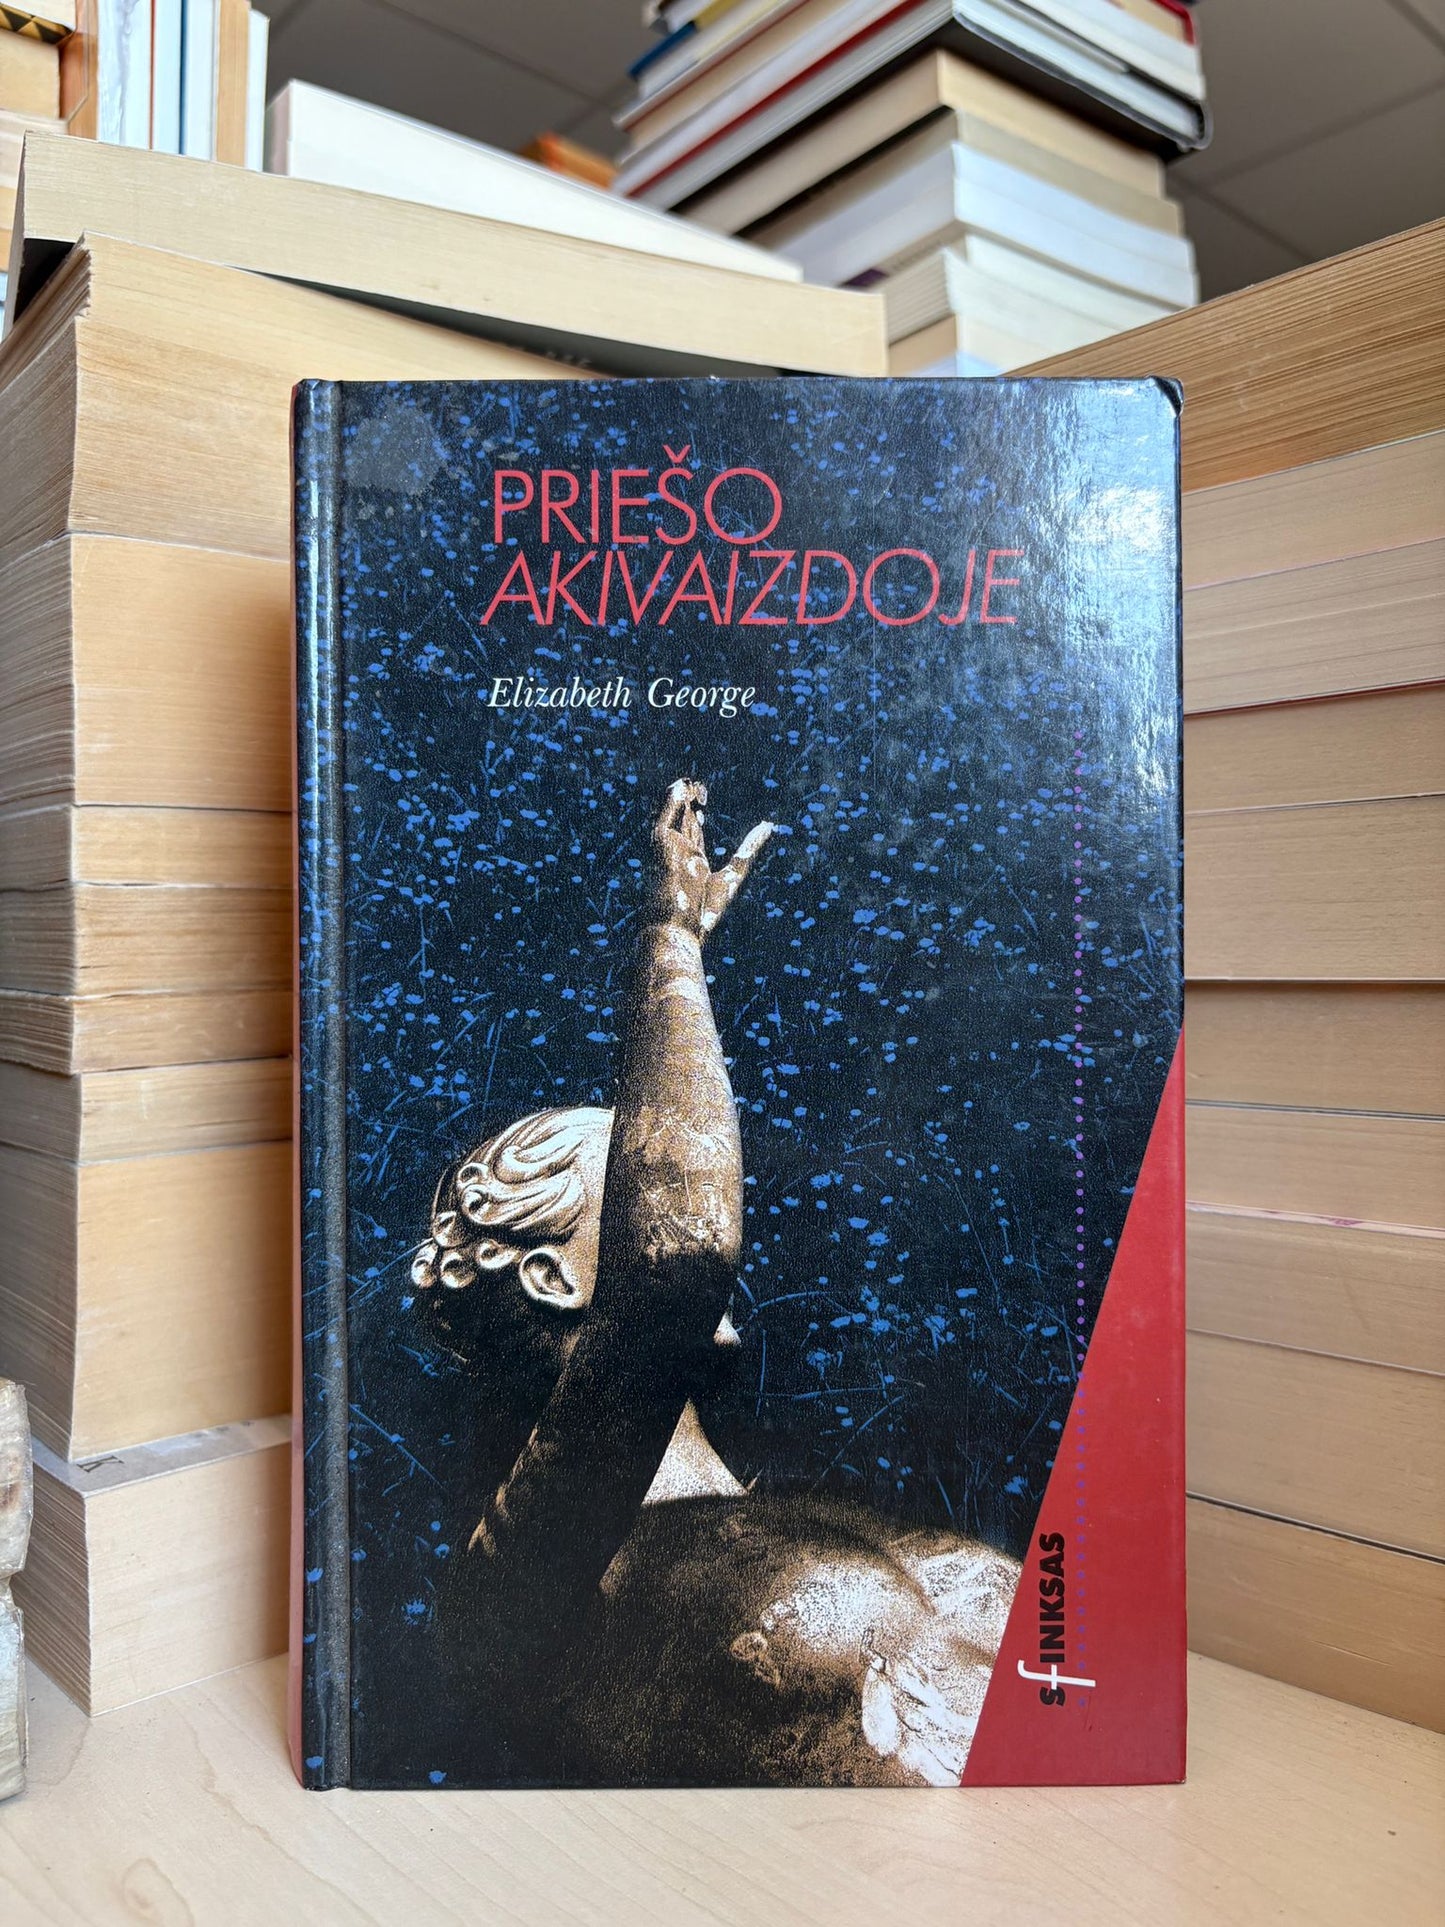 PRIEŠO
AKIVAIZDOJE
Elizabeth George
sfINKSAS